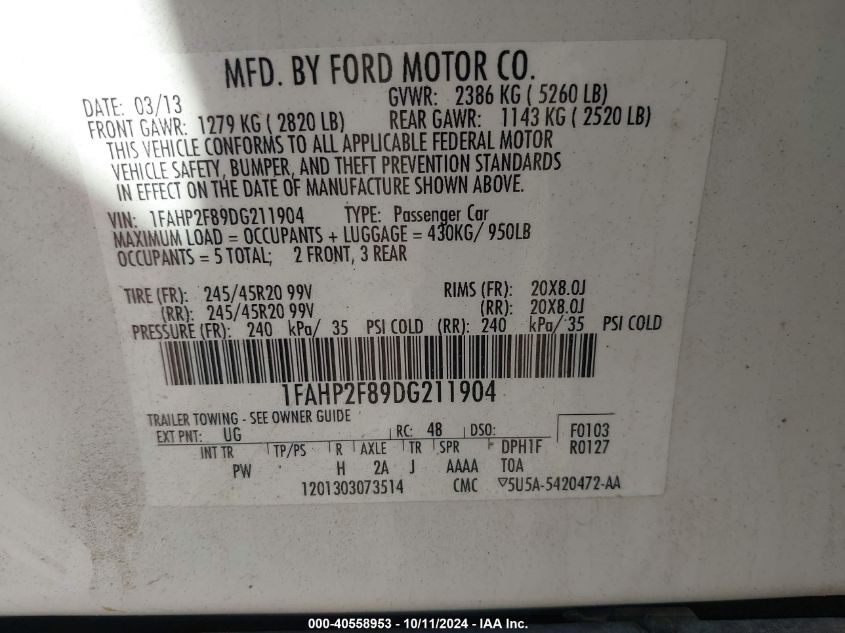 MFD. BY FORD MOTOR CO.
DATE: 03/13 GVWR: 2386 KG ( 5260 LB)
FRONT GAWR: 1279 KG ( 2820 LB) REAR GAWR: 1143 KG ( 2520 LB)
THIS VEHICLE CONFORMS TO ALL APPLICABLE FEDERAL MOTOR
VEHICLE SAFETY, BUMPER, AND THEFT PREVENTION STANDARDS
IN EFFECT ON THE DATE OF MANUFACTURE SHOWN ABOVE.
VIN: 1FAHP2F89DG211904 TYPE: Passenger Car
MAXIMUM LOAD = OCCUPANTS + LUGGAGE = 430KG/ 950LB
OCCUPANTS = 5 TOTAL; 2 FRONT, 3 REAR
TIRE (FR): 245/45R20 99V RIMS (FR): 20X8.0J
(RR): 245/45R20 99V (RR): 20X8.0J
PRESSURE (FR): 240 kPa/ 35 PSI COLD (RR): 240 kPa/ 35 PSI COLD
1FAHP2F89DG211904
TRAILER TOWING - SEE OWNER GUIDE
EXT PNT: UG RC: 48 DSO: F0103
INT TR TP/PS R AXLE TR SPR DPH1F R0127
PW H 2A J AAAA T0A
1201303073514 CMC ▽5U5A-5420472-AA
000-40558953 - 10/11/2024 - IAA Inc.